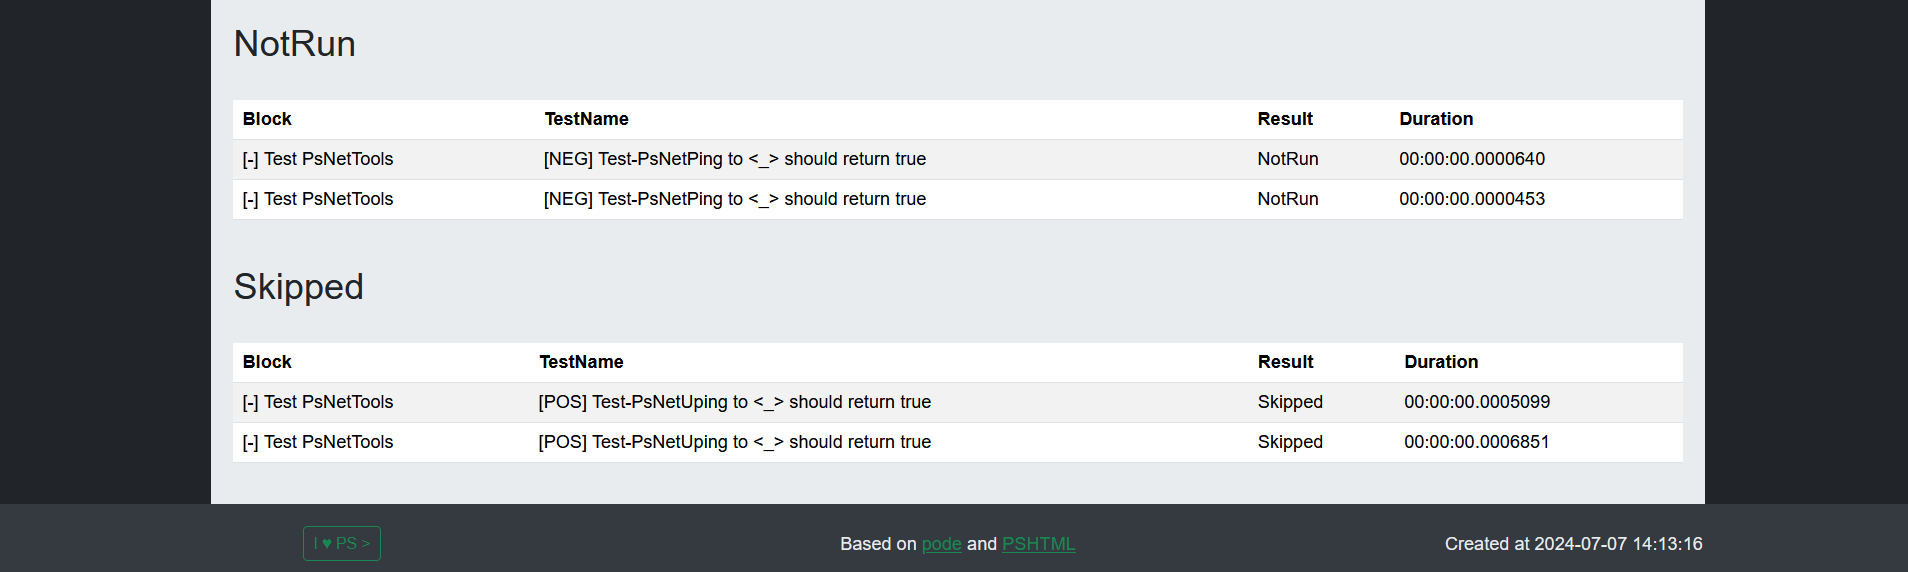 NotRun
Block TestName Result Duration
[-] Test PsNetTools [NEG] Test-PsNetPing to <_> should return true NotRun 00:00:00.0000640
[-] Test PsNetTools [NEG] Test-PsNetPing to <_> should return true NotRun 00:00:00.0000453
Skipped
Block TestName Result Duration
[-] Test PsNetTools [POS] Test-PsNetUping to <_> should return true Skipped 00:00:00.0005099
[-] Test PsNetTools [POS] Test-PsNetUping to <_> should return true Skipped 00:00:00.0006851
I ♥ PS > Based on pode and PSHTML Created at 2024-07-07 14:13:16